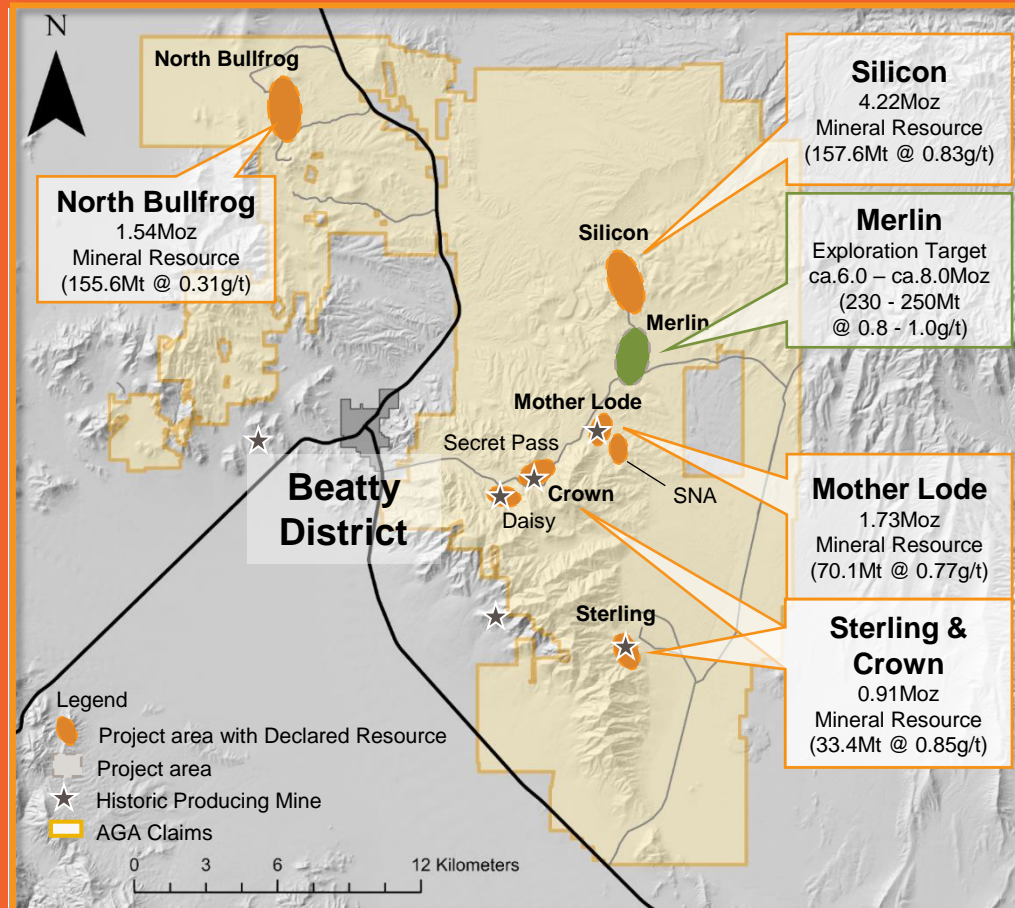 N
North Bullfrog
North Bullfrog
1.54Moz
Mineral Resource
(155.6Mt @ 0.31g/t)
Silicon
4.22Moz
Mineral Resource
(157.6Mt @ 0.83g/t)
Silicon
Merlin
Exploration Target
ca.6.0 – ca.8.0Moz
(230 - 250Mt
@ 0.8 - 1.0g/t)
Merlin
Mother Lode
Secret Pass
Crown
SNA
Daisy
Beatty
District
Mother Lode
1.73Moz
Mineral Resource
(70.1Mt @ 0.77g/t)
Sterling
Sterling &
Crown
0.91Moz
Mineral Resource
(33.4Mt @ 0.85g/t)
Legend
Project area with Declared Resource
Project area
Historic Producing Mine
AGA Claims
0 3 6 12 Kilometers